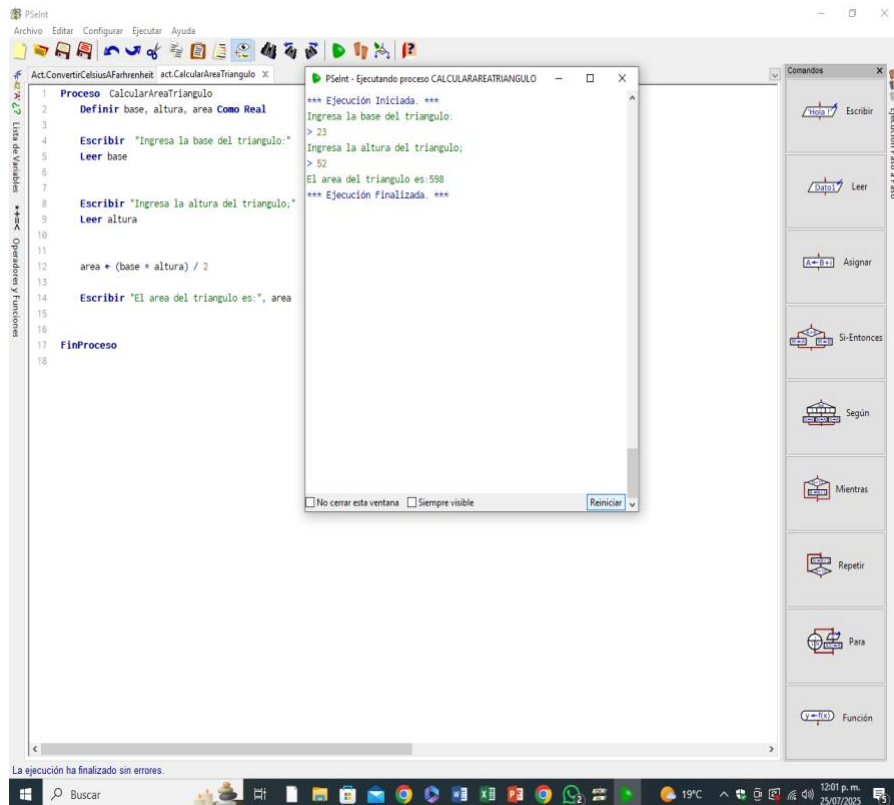 PSeInt
Archivo Editar Configurar Ejecutar Ayuda
Act.ConvertirCelsiusAFarhrenheit act.CalcularAreaTriangulo X
1 Proceso CalcularAreaTriangulo
2 Definir base, altura, area Como Real
3
4 Escribir "Ingresa la base del triangulo:"
5 Leer base
6
7
8 Escribir "Ingresa la altura del triangulo;"
9 Leer altura
10
11
12 area ← (base * altura) / 2
13
14 Escribir "El area del triangulo es:", area
15
16
17 FinProceso
18
PSeInt - Ejecutando proceso CALCULARAREATRIANGULO
*** Ejecución Iniciada. ***
Ingresa la base del triangulo:
> 23
Ingresa la altura del triangulo;
> 52
El area del triangulo es:598
*** Ejecución Finalizada. ***
No cerrar esta ventana Siempre visible Reiniciar
Lista de Variables
*+=< Operadores y Funciones
Comandos X
¡Hola! Escribir
Dato1 Leer
A←B+1 Asignar
Si-Entonces
Según
Mientras
Repetir
Para
y←f(x) Función
La ejecución ha finalizado sin errores.
Buscar
2
19°C
12:01 p. m.
25/07/2025